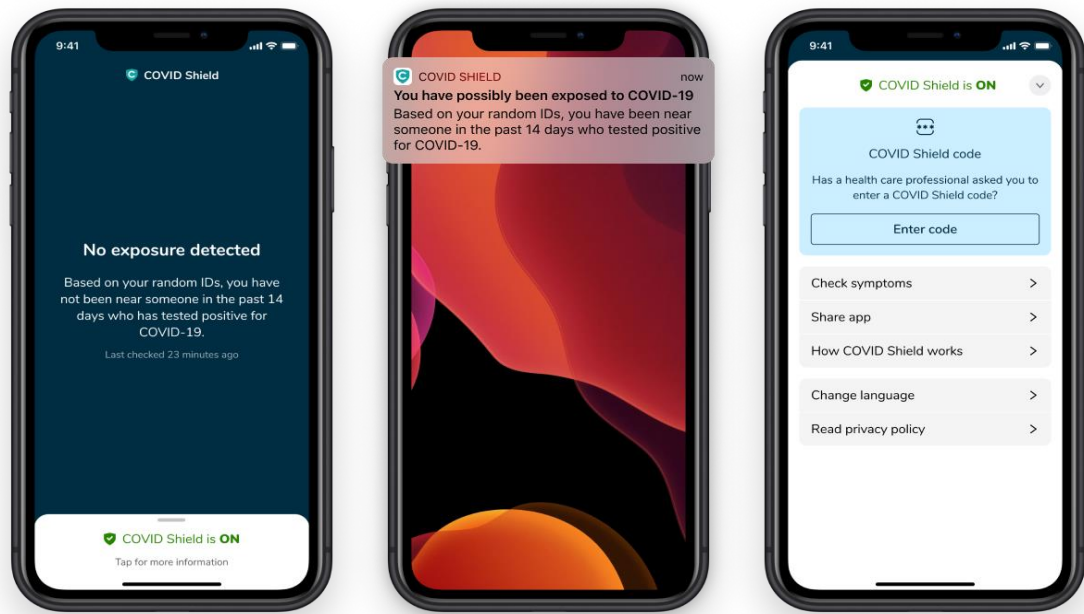 9:41
COVID Shield
No exposure detected
Based on your random IDs, you have
not been near someone in the past 14
days who has tested positive for
COVID-19.
Last checked 23 minutes ago
COVID Shield is ON
Tap for more information
COVID SHIELD
now
You have possibly been exposed to COVID-19
Based on your random IDs, you have been near
someone in the past 14 days who tested positive
for COVID-19.
9:41
COVID Shield is ON
COVID Shield code
Has a health care professional asked you to
enter a COVID Shield code?
Enter code
Check symptoms
Share app
How COVID Shield works
Change language
Read privacy policy